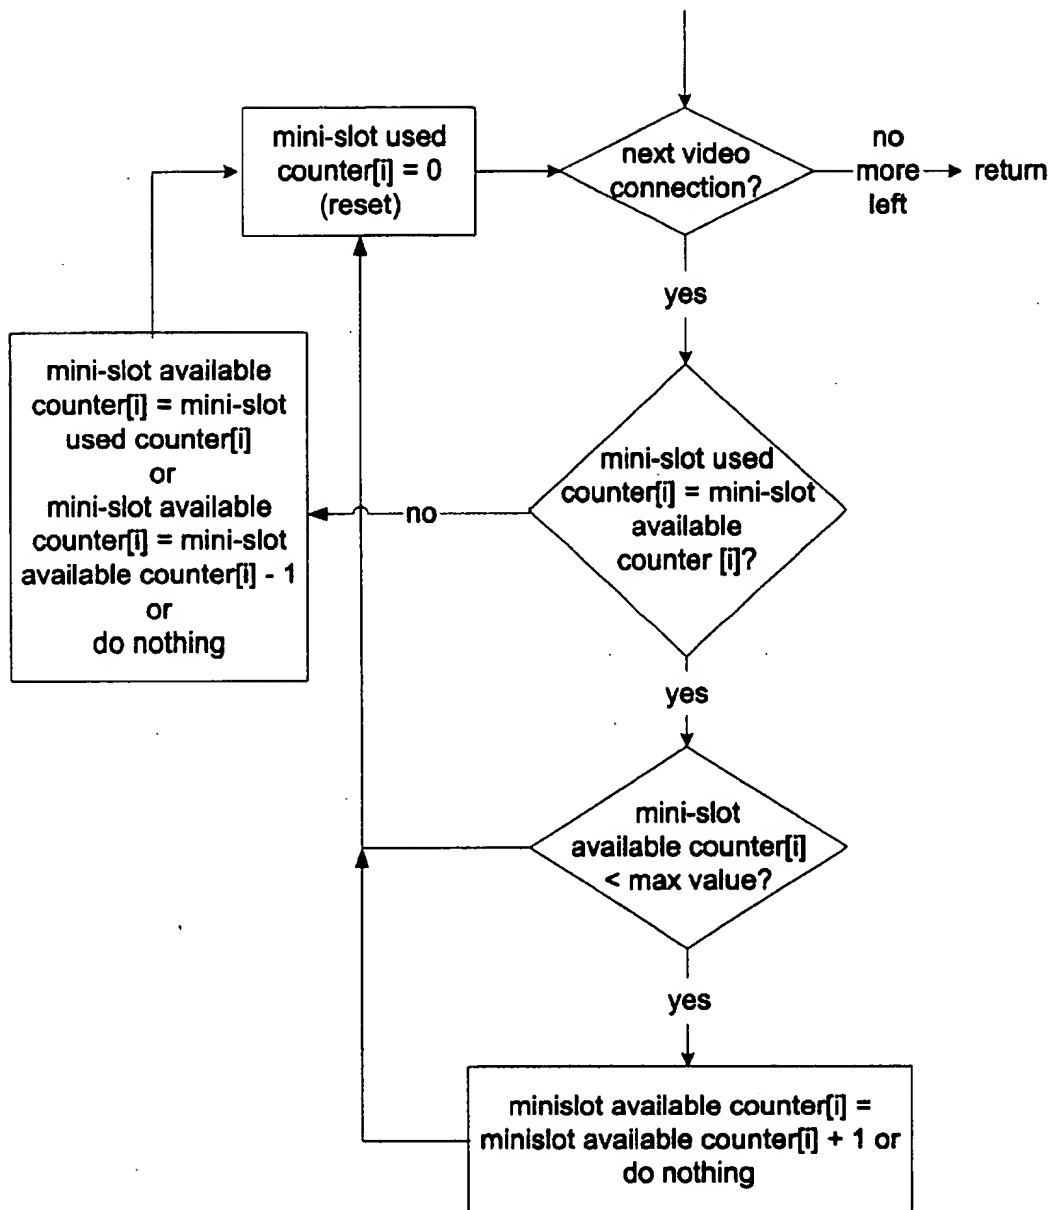 mini-slot used
counter[i] = 0
(reset)
next video
connection?
no
more
left
return
yes
mini-slot available
counter[i] = mini-slot
used counter[i]
or
mini-slot available
counter[i] = mini-slot
available counter[i] - 1
or
do nothing
no
mini-slot used
counter[i] = mini-slot
available
counter [i]?
yes
mini-slot
available counter[i]
< max value?
yes
minislot available counter[i] =
minislot available counter[i] + 1 or
do nothing